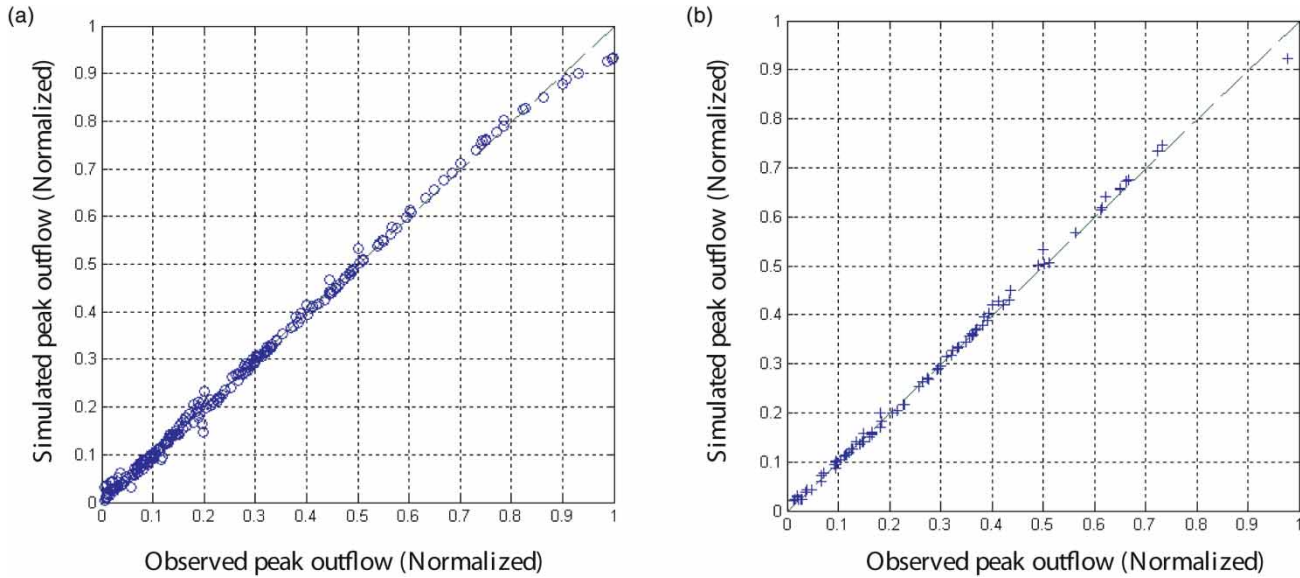 (a)
1
0.9
0.8
0.7
0.6
0.5
0.4
0.3
0.2
0.1
0
Simulated peak outflow (Normalized)
0 0.1 0.2 0.3 0.4 0.5 0.6 0.7 0.8 0.9 1
Observed peak outflow (Normalized)
(b)
1
0.9
0.8
0.7
0.6
0.5
0.4
0.3
0.2
0.1
0
Simulated peak outflow (Normalized)
0 0.1 0.2 0.3 0.4 0.5 0.6 0.7 0.8 0.9 1
Observed peak outflow (Normalized)